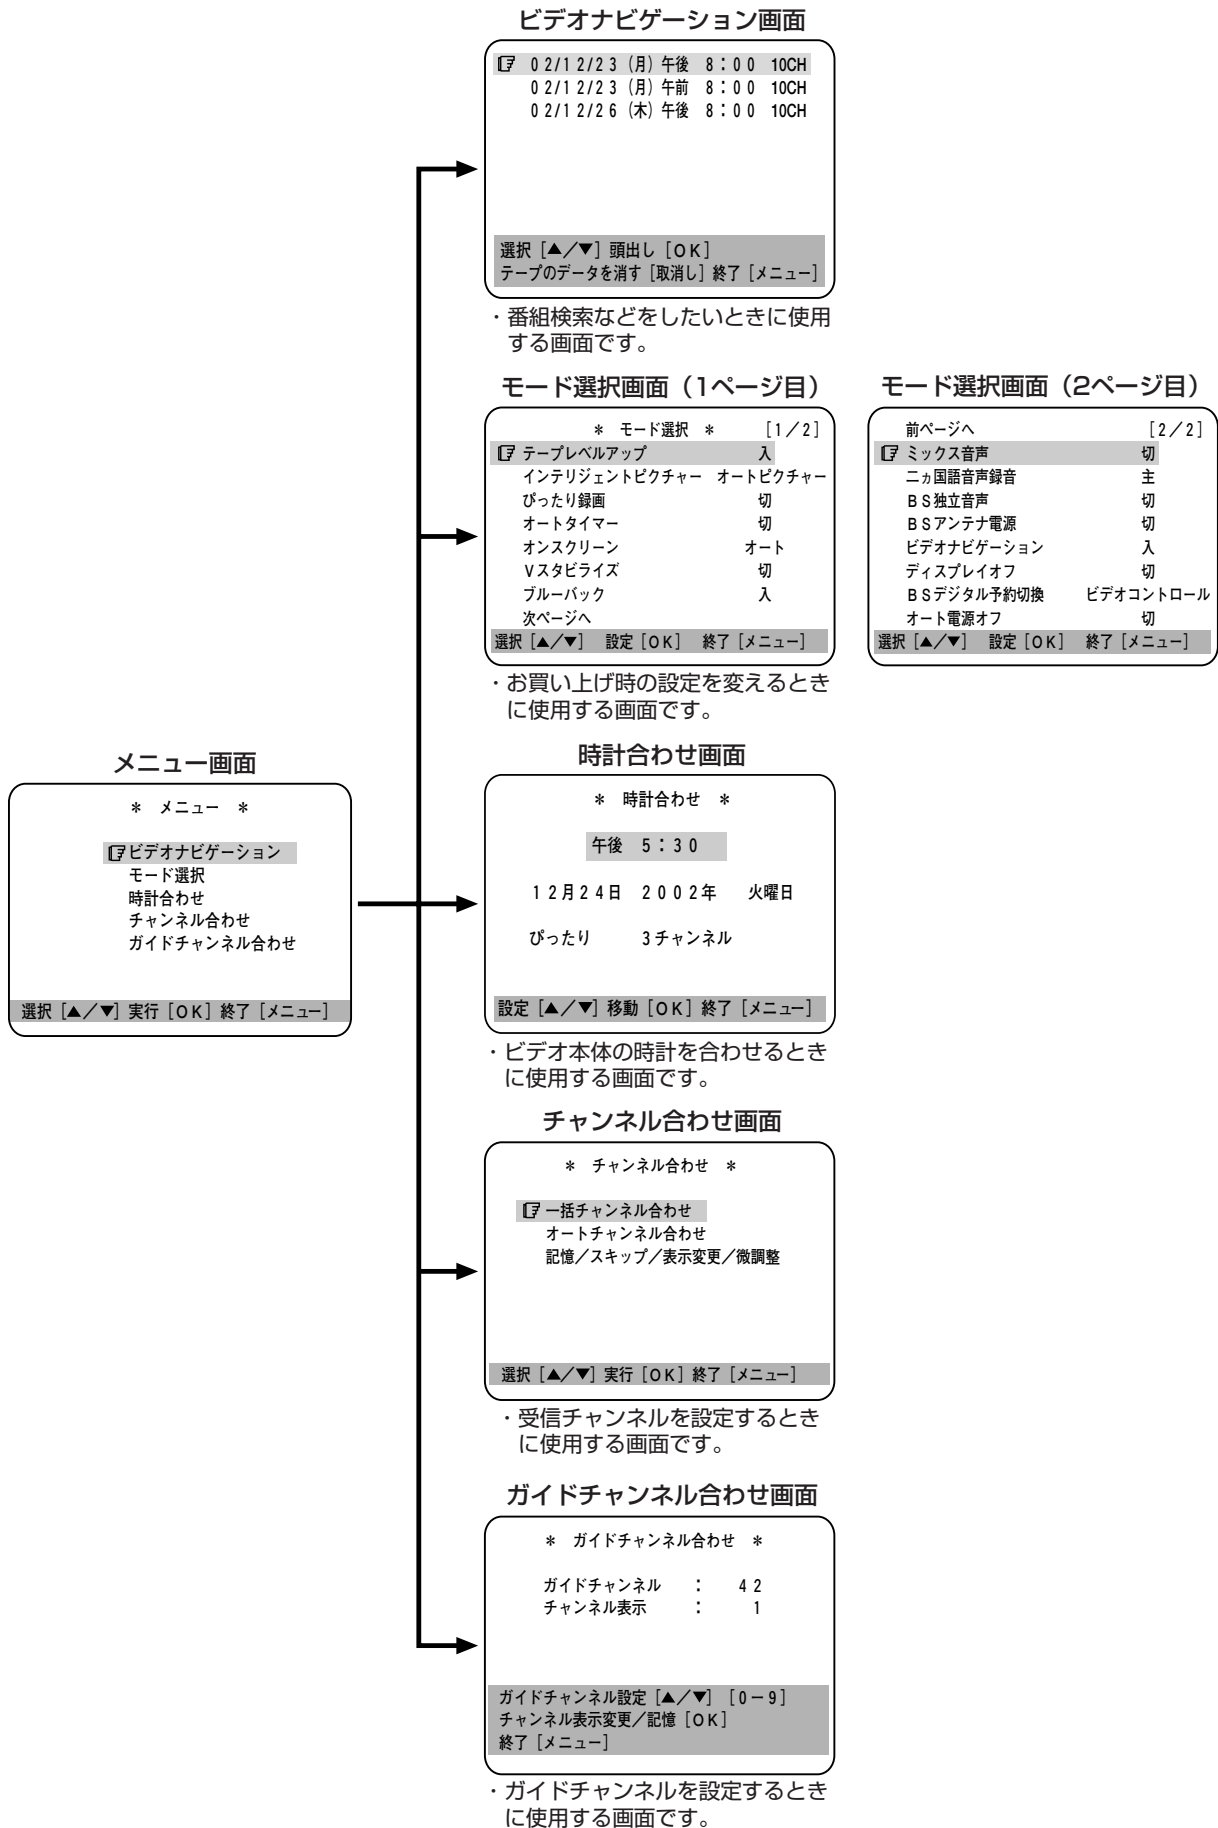 ビデオナビゲーション画面
02/12/23(月)午後 8:00 10CH
02/12/23(月)午前 8:00 10CH
02/12/26(木)午後 8:00 10CH
選択[▲/▼]頭出し[OK]
テープのデータを消す[取消し]終了[メニュー]
・番組検索などをしたいときに使用
する画面です。
モード選択画面(1ページ目)
* モード選択 * [1/2]
テープレベルアップ 入
インテリジェントピクチャー オートピクチャー
ぴったり録画 切
オートタイマー 切
オンスクリーン オート
Vスタビライズ 切
ブルーバック 入
次ページへ
選択[▲/▼] 設定[OK] 終了[メニュー]
・お買い上げ時の設定を変えるとき
に使用する画面です。
モード選択画面(2ページ目)
前ページへ [2/2]
ミックス音声 切
二ヵ国語音声録音 主
BS独立音声 切
BSアンテナ電源 切
ビデオナビゲーション 入
ディスプレイオフ 切
BSデジタル予約切換 ビデオコントロール
オート電源オフ 切
選択[▲/▼] 設定[OK] 終了[メニュー]
メニュー画面
* メニュー *
ビデオナビゲーション
モード選択
時計合わせ
チャンネル合わせ
ガイドチャンネル合わせ
選択[▲/▼]実行[OK]終了[メニュー]
時計合わせ画面
* 時計合わせ *
午後 5:30
12月24日 2002年 火曜日
ぴったり 3チャンネル
設定[▲/▼]移動[OK]終了[メニュー]
・ビデオ本体の時計を合わせるとき
に使用する画面です。
チャンネル合わせ画面
* チャンネル合わせ *
一括チャンネル合わせ
オートチャンネル合わせ
記憶/スキップ/表示変更/微調整
選択[▲/▼]実行[OK]終了[メニュー]
・受信チャンネルを設定するとき
に使用する画面です。
ガイドチャンネル合わせ画面
* ガイドチャンネル合わせ *
ガイドチャンネル : 42
チャンネル表示 : 1
ガイドチャンネル設定[▲/▼] [0-9]
チャンネル表示変更/記憶[OK]
終了[メニュー]
・ガイドチャンネルを設定するとき
に使用する画面です。